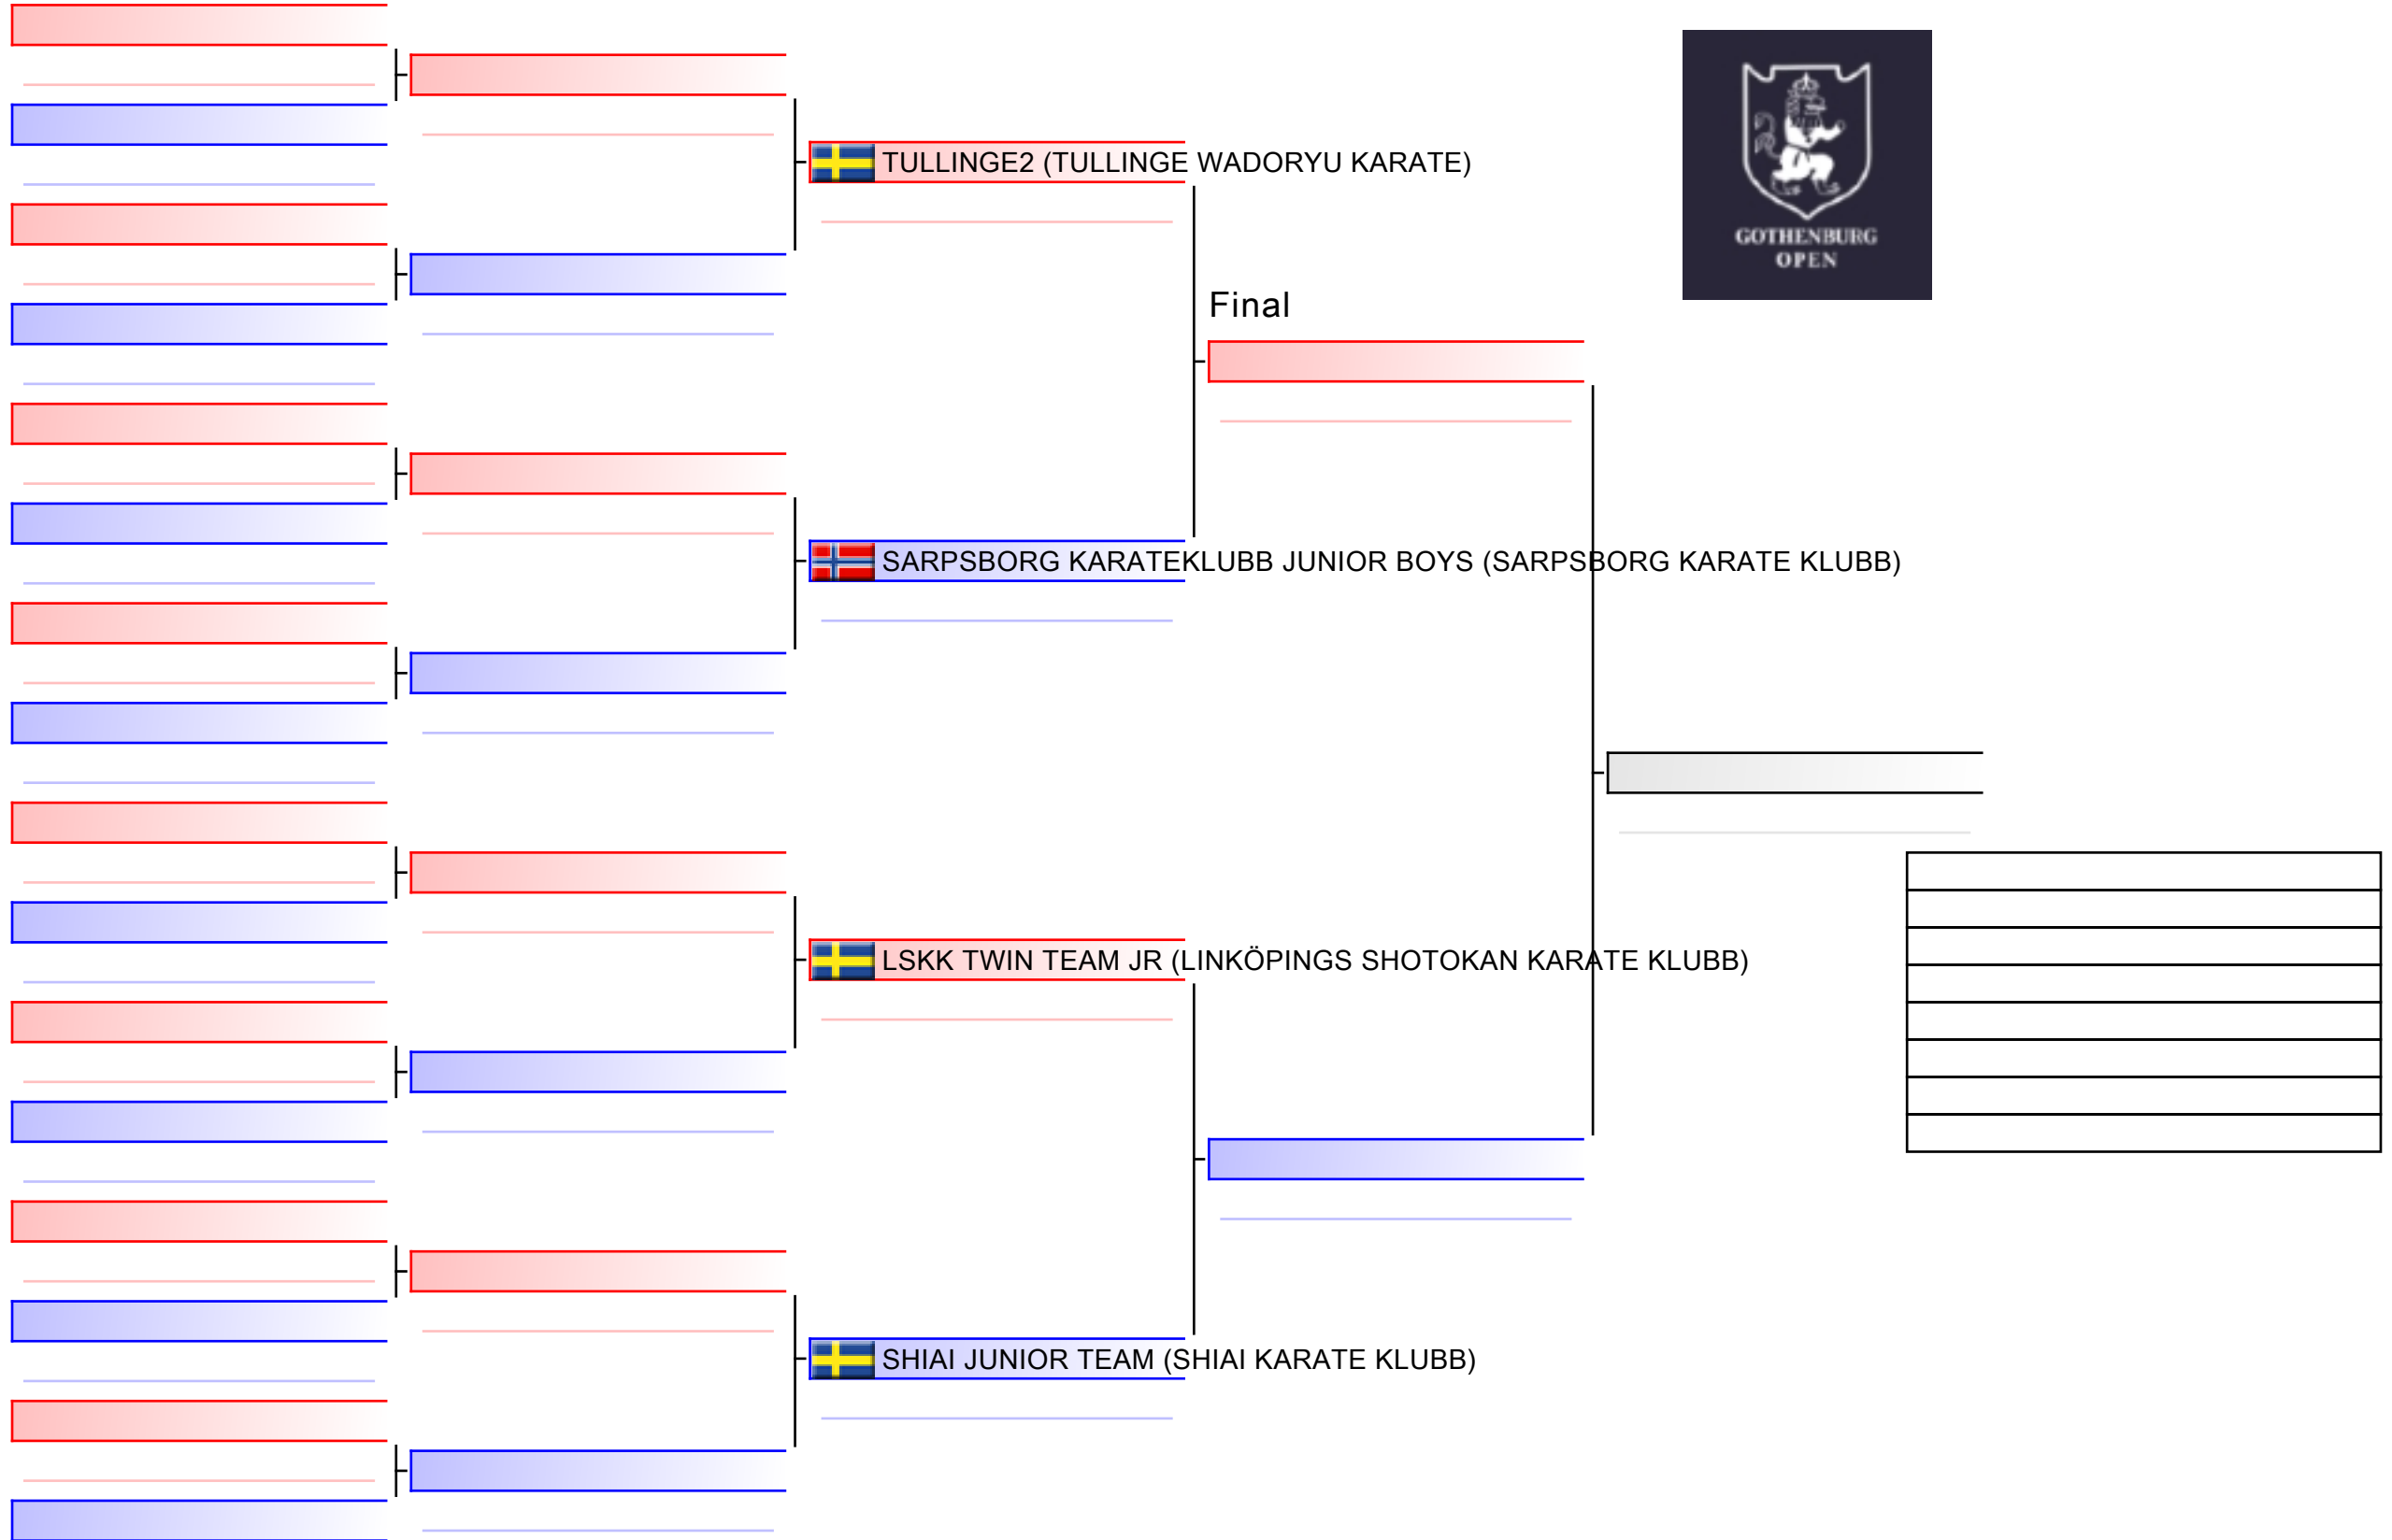 TULLINGE2 (TULLINGE WADORYU KARATE)
GOTHENBURG
OPEN
Final
SARPSBORG KARATEKLUBB JUNIOR BOYS (SARPSBORG KARATE KLUBB)
LSKK TWIN TEAM JR (LINKÖPINGS SHOTOKAN KARATE KLUBB)
SHIAI JUNIOR TEAM (SHIAI KARATE KLUBB)